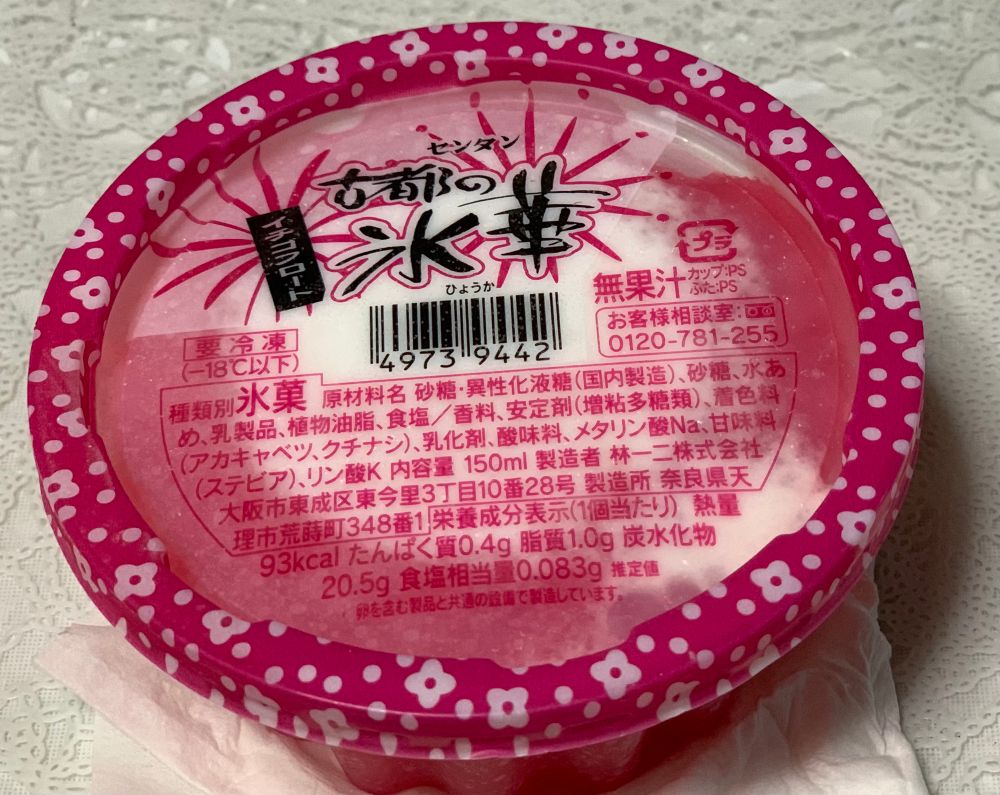 センタン
古都の
氷華
ひょうか
イチゴフロート
プラ
無果汁
カップ:PS
ふた:PS
お客様相談室:
0120-781-255
要冷凍
(−18℃以下)
4973 9442
種類別 氷菓 原材料名 砂糖・異性化液糖(国内製造)、砂糖、水あ
め、乳製品、植物油脂、食塩/香料、安定剤(増粘多糖類)、着色料
(アカキャベツ、クチナシ)、乳化剤、酸味料、メタリン酸Na、甘味料
(ステビア)、リン酸K 内容量 150ml 製造者 林一二株式会社
大阪市東成区東今里3丁目10番28号 製造所 奈良県天
理市荒蒔町348番1 栄養成分表示(1個当たり) 熱量
93kcal たんぱく質0.4g 脂質1.0g 炭水化物
20.5g 食塩相当量0.083g 推定値
卵を含む製品と共通の設備で製造しています。